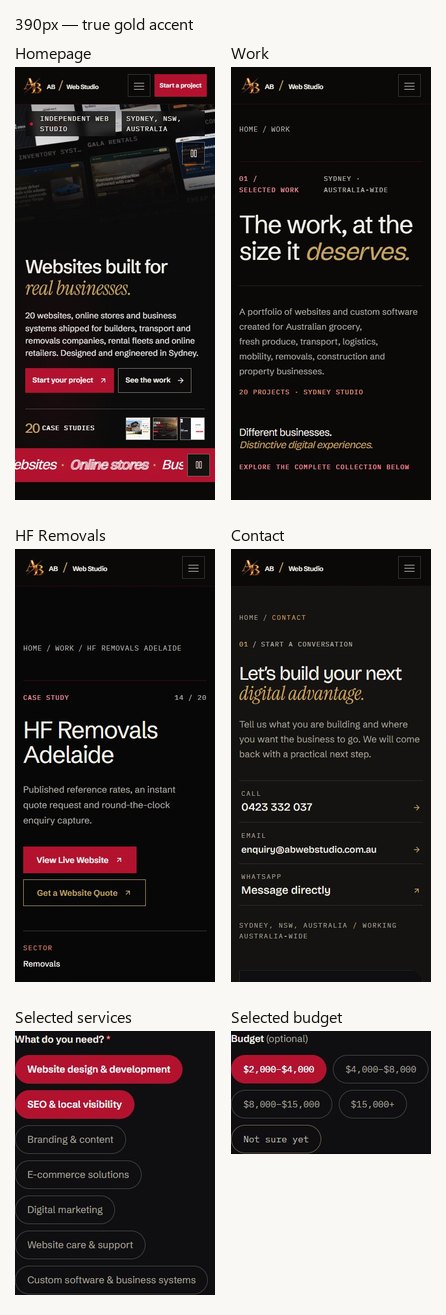 390px — true gold accent
Homepage
AB / Web Studio
Start a project
INDEPENDENT WEB
STUDIO
SYDNEY, NSW,
AUSTRALIA
INVENTORY SYST…
GALA RENTALS
Websites built for
real businesses.
20 websites, online stores and business
systems shipped for builders, transport and
removals companies, rental fleets and online
retailers. Designed and engineered in Sydney.
Start your project ↗
See the work →
20 CASE STUDIES
ebsites · Online stores · Bus
Work
AB / Web Studio
HOME / WORK
01 /
SELECTED WORK
SYDNEY ·
AUSTRALIA-WIDE
The work, at the
size it deserves.
A portfolio of websites and custom software
created for Australian grocery,
fresh produce, transport, logistics,
mobility, removals, construction and
property businesses.
20 PROJECTS · SYDNEY STUDIO
Different businesses.
Distinctive digital experiences.
EXPLORE THE COMPLETE COLLECTION BELOW
HF Removals
AB / Web Studio
HOME / WORK / HF REMOVALS ADELAIDE
CASE STUDY
14 / 20
HF Removals
Adelaide
Published reference rates, an instant
quote request and round-the-clock
enquiry capture.
View Live Website ↗
Get a Website Quote ↗
SECTOR
Removals
Contact
AB / Web Studio
HOME / CONTACT
01 / START A CONVERSATION
Let's build your next
digital advantage.
Tell us what you are building and where
you want the business to go. We will come
back with a practical next step.
CALL
0423 332 037 →
EMAIL
enquiry@abwebstudio.com.au →
WHATSAPP
Message directly ↗
SYDNEY, NSW, AUSTRALIA / WORKING
AUSTRALIA-WIDE
Selected services
What do you need? *
Website design & development
SEO & local visibility
Branding & content
E-commerce solutions
Digital marketing
Website care & support
Custom software & business systems
Selected budget
Budget (optional)
$2,000–$4,000
$4,000–$8,000
$8,000–$15,000
$15,000+
Not sure yet